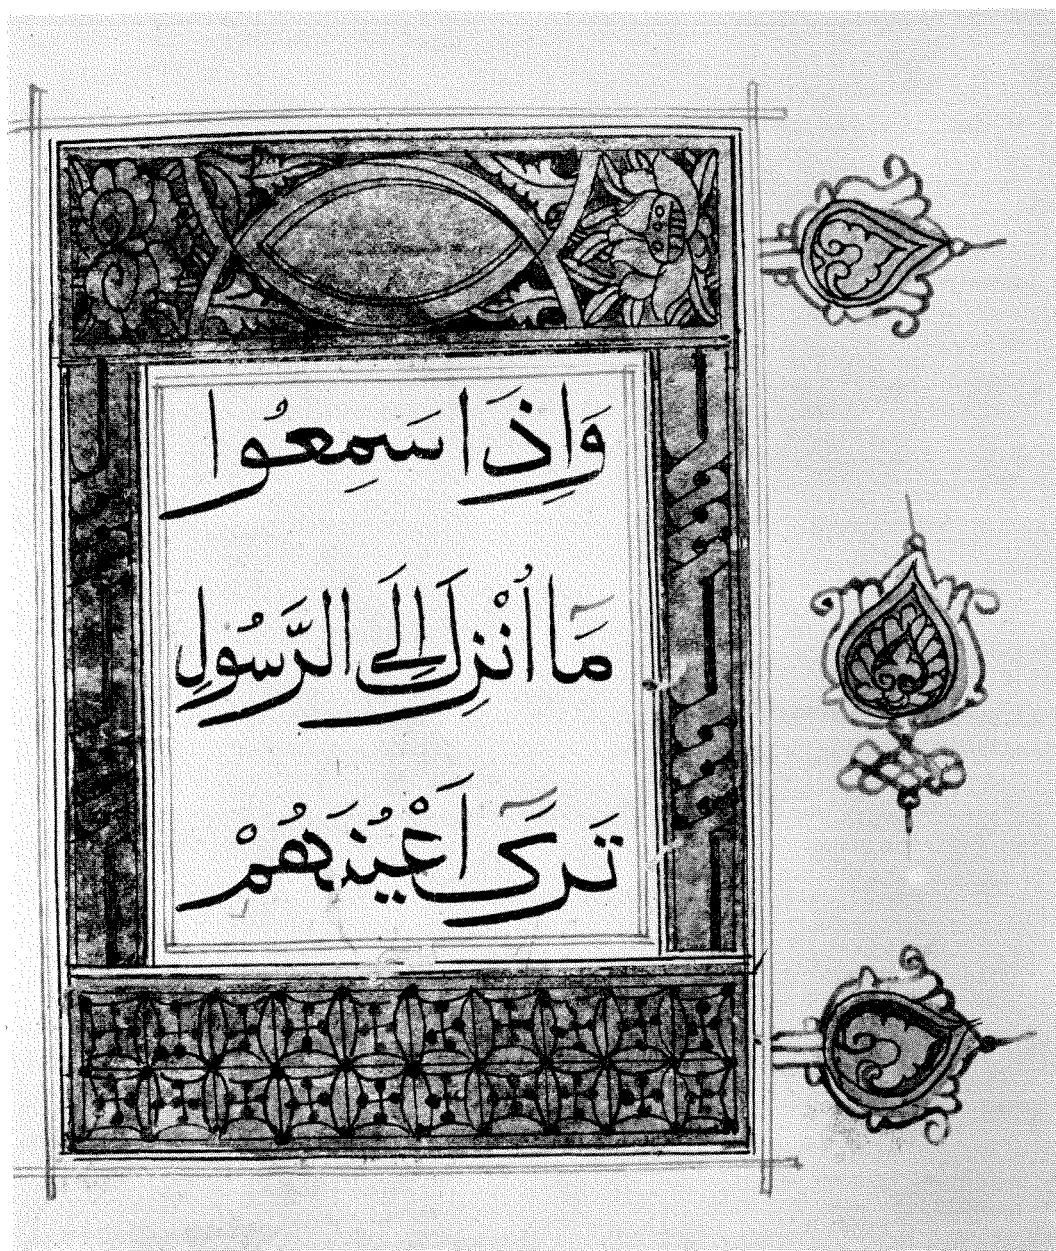 وَاِذَا سَمِعُوا
مَا اُنْزِلَ اِلَى الرَّسُولِ
تَرَى اَعْيُنَهُمْ